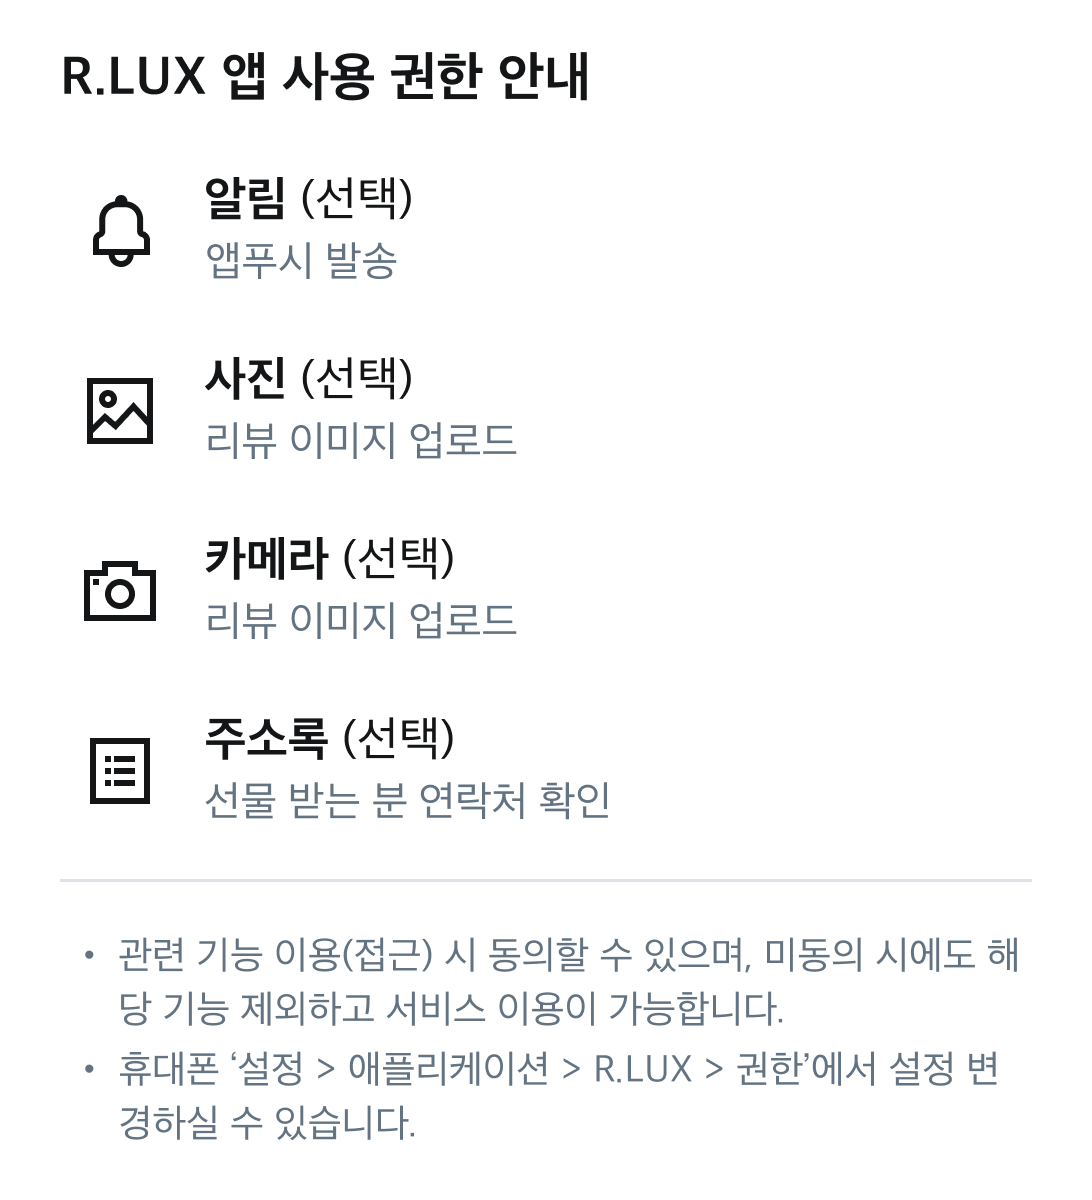 R.LUX 앱 사용 권한 안내
알림 (선택)
앱푸시 발송
사진 (선택)
리뷰 이미지 업로드
카메라 (선택)
리뷰 이미지 업로드
주소록 (선택)
선물 받는 분 연락처 확인
• 관련 기능 이용(접근) 시 동의할 수 있으며, 미동의 시에도 해
당 기능 제외하고 서비스 이용이 가능합니다.
• 휴대폰 ‘설정 > 애플리케이션 > R.LUX > 권한’에서 설정 변
경하실 수 있습니다.